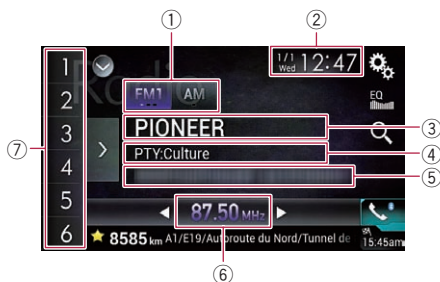 ① ②
1 2 3 4 5 6
Radio
1/1 Wed 12:47
FM1 AM
EQ
PIONEER
③
PTY:Culture
④
⑤
⑦
87.50 MHz
8585 km A1/E19/Autoroute du Nord/Tunnel de
15:45am
⑥